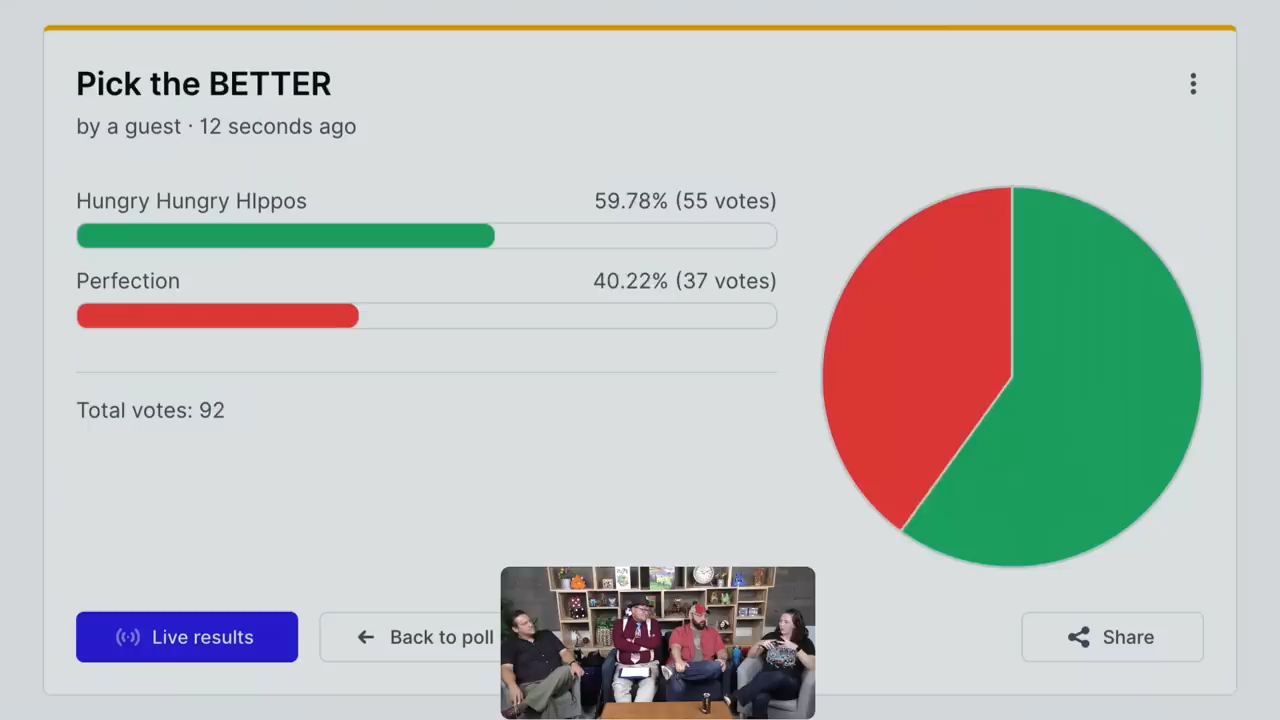 Pick the BETTER
by a guest · 12 seconds ago
Hungry Hungry HIppos 59.78% (55 votes)
Perfection 40.22% (37 votes)
Total votes: 92
Live results
Back to poll
Share